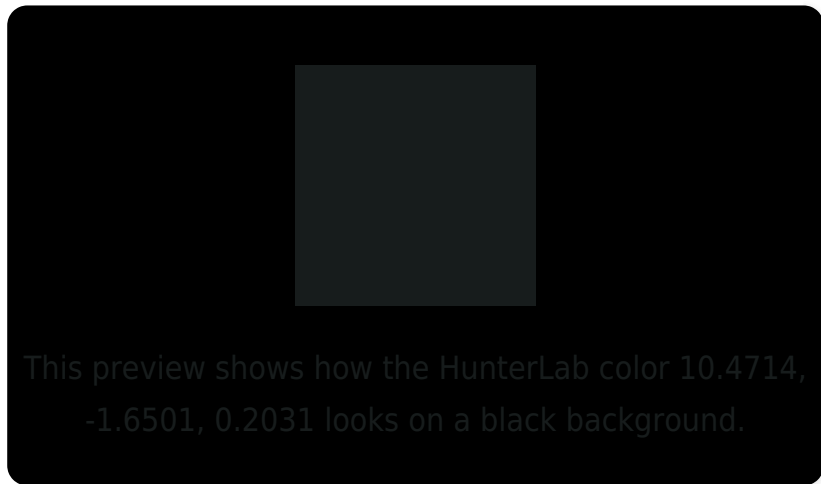 This preview shows how the HunterLab color 10.4714,
-1.6501, 0.2031 looks on a black background.